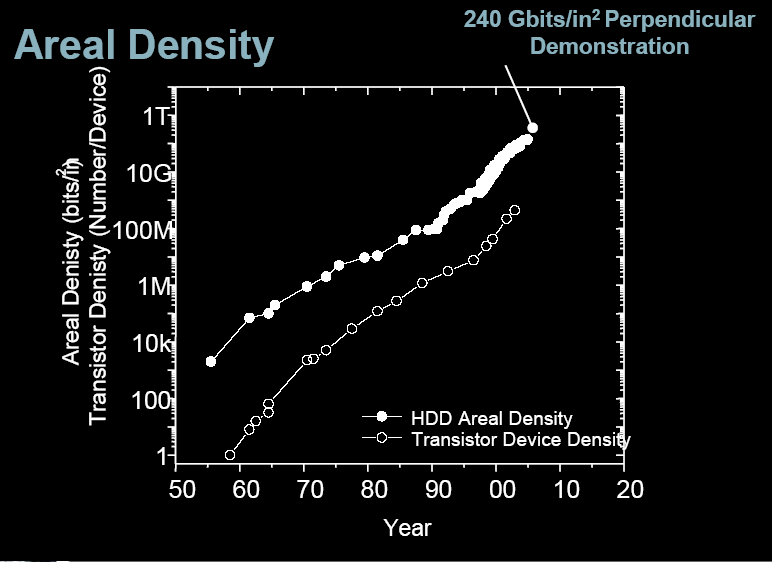 Areal Density
240 Gbits/in² Perpendicular
Demonstration
Areal Denisty (bits/in²)
Transistor Denisty (Number/Device)
1T
10G
100M
1M
10k
100
1
HDD Areal Density
Transistor Device Density
50 60 70 80 90 00 10 20
Year